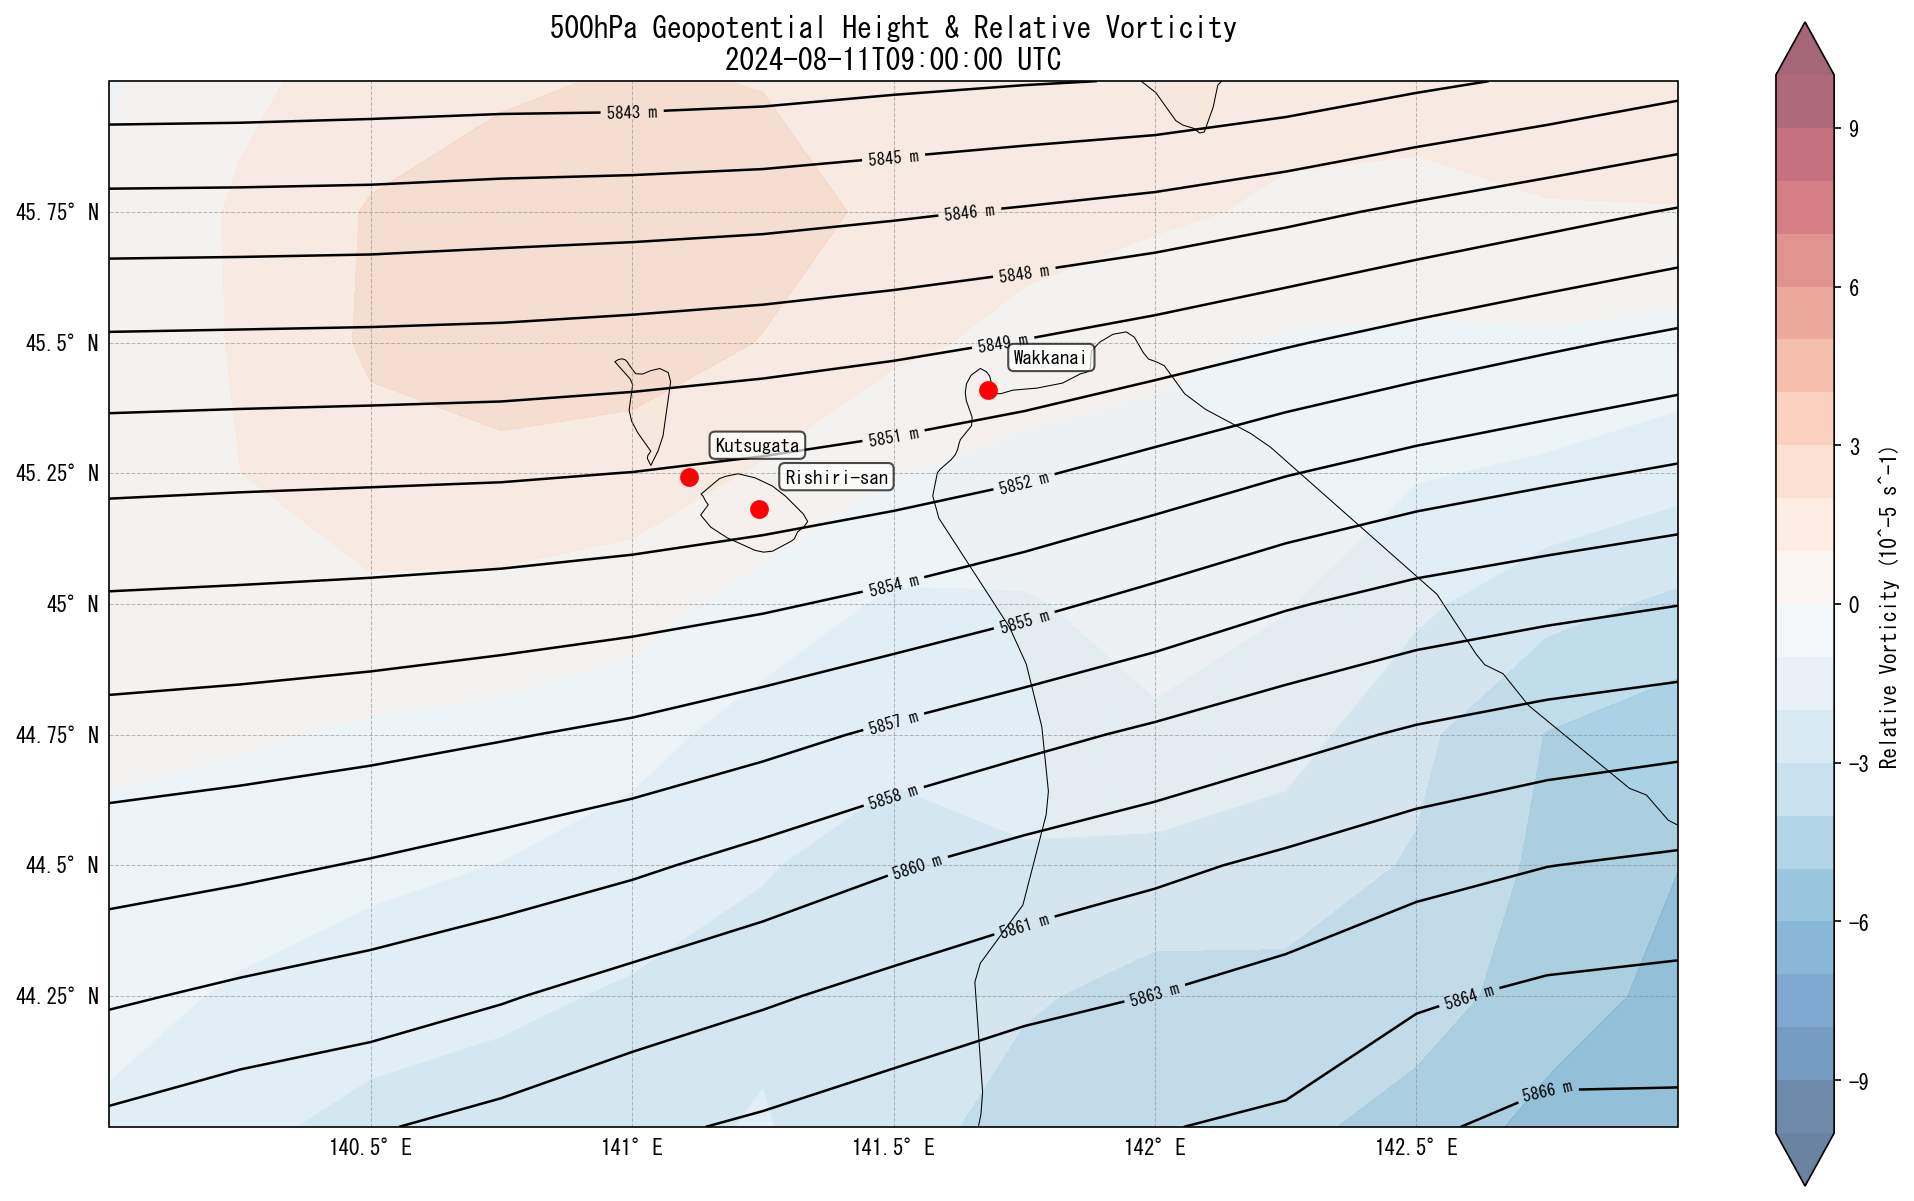 500hPa Geopotential Height & Relative Vorticity
2024-08-11T09:00:00 UTC
5843 m
5845 m
5846 m
5848 m
5849 m
5851 m
5852 m
5854 m
5855 m
5857 m
5858 m
5860 m
5861 m
5863 m
5864 m
5866 m
Wakkanai
Kutsugata
Rishiri-san
45.75° N
45.5° N
45.25° N
45° N
44.75° N
44.5° N
44.25° N
140.5° E
141° E
141.5° E
142° E
142.5° E
9
6
3
0
−3
−6
−9
Relative Vorticity (10^-5 s^-1)